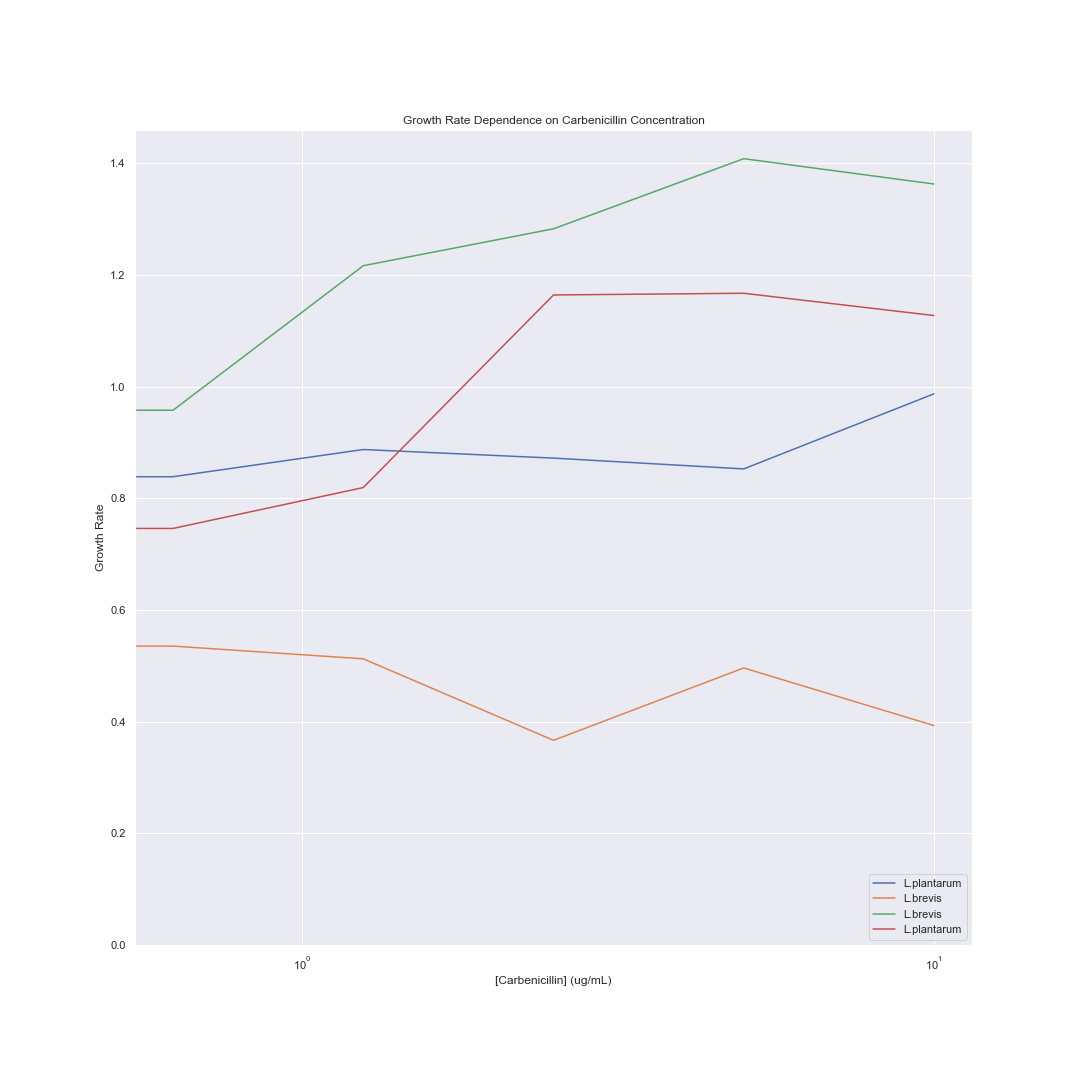 Growth Rate Dependence on Carbenicillin Concentration
1.4
1.2
1.0
0.8
0.6
0.4
0.2
0.0
Growth Rate
10⁰
10¹
[Carbenicillin] (ug/mL)
L.plantarum
L.brevis
L.brevis
L.plantarum